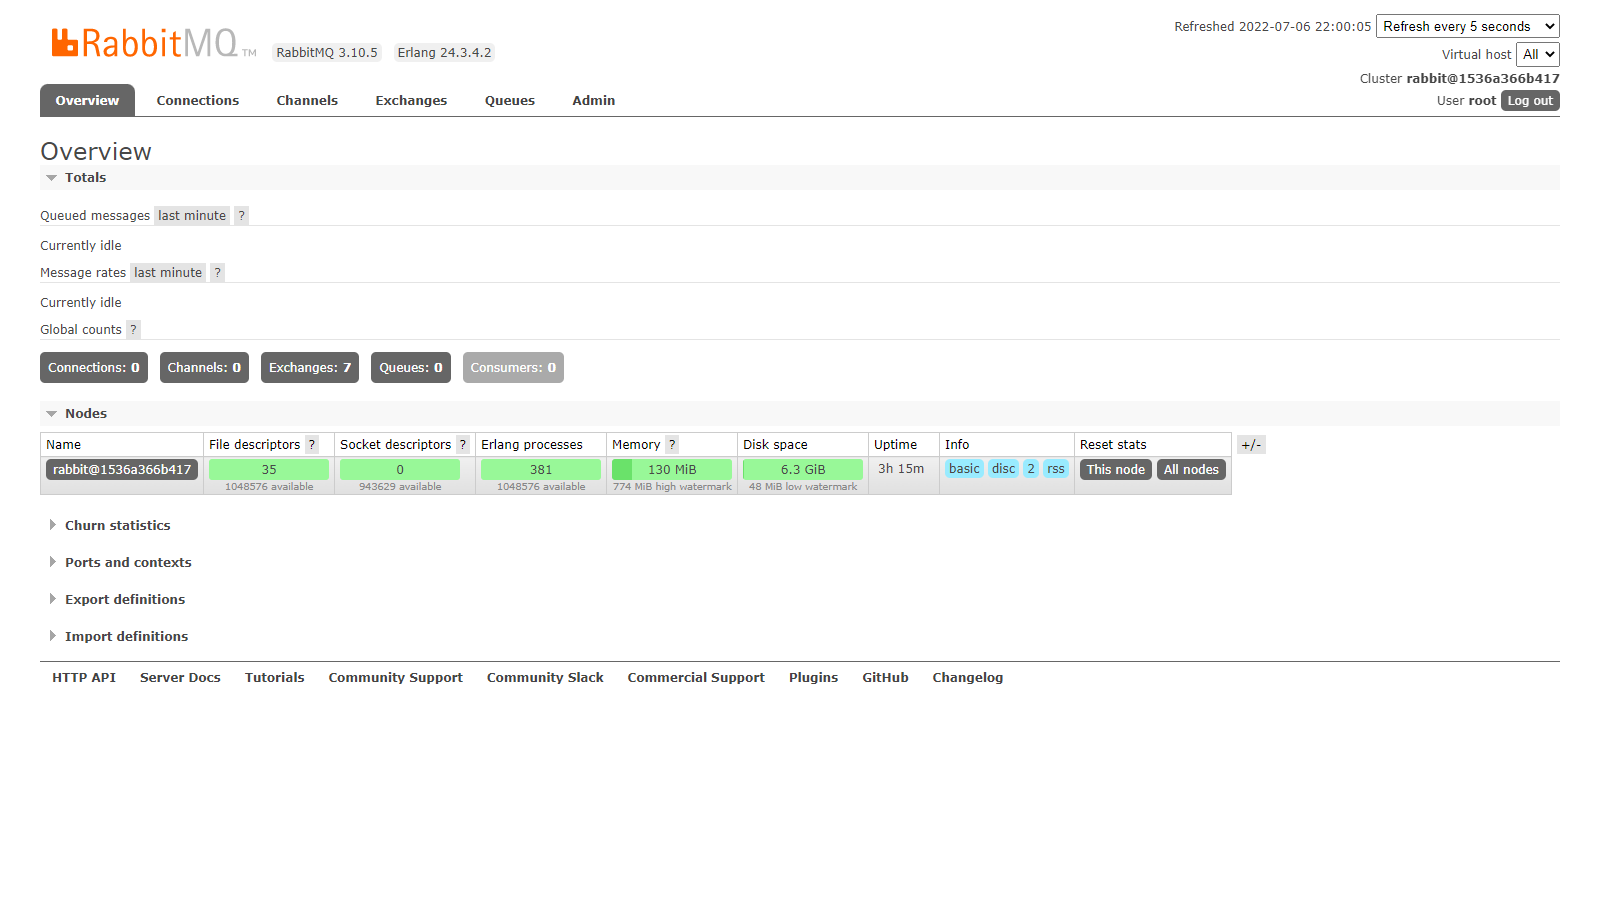 RabbitMQ TM RabbitMQ 3.10.5 Erlang 24.3.4.2
Refreshed 2022-07-06 22:00:05 Refresh every 5 seconds
Virtual host All
Cluster rabbit@1536a366b417
User root Log out
Overview Connections Channels Exchanges Queues Admin
Overview
Totals
Queued messages last minute ?
Currently idle
Message rates last minute ?
Currently idle
Global counts ?
Connections: 0 Channels: 0 Exchanges: 7 Queues: 0 Consumers: 0
Nodes
Name File descriptors ? Socket descriptors ? Erlang processes Memory ? Disk space Uptime Info Reset stats +/-
rabbit@1536a366b417 35 0 381 130 MiB 6.3 GiB 3h 15m basic disc 2 rss This node All nodes
1048576 available 943629 available 1048576 available 774 MiB high watermark 48 MiB low watermark
Churn statistics
Ports and contexts
Export definitions
Import definitions
HTTP API Server Docs Tutorials Community Support Community Slack Commercial Support Plugins GitHub Changelog